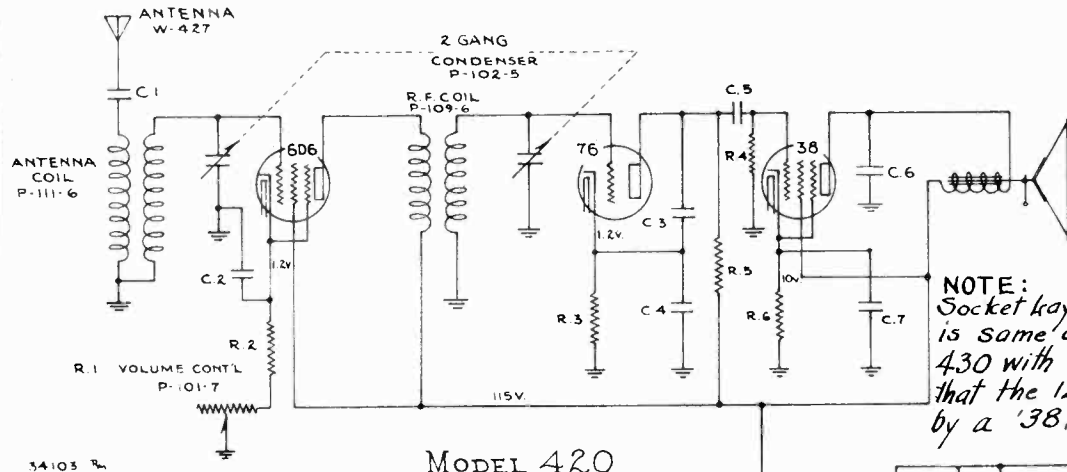 ANTENNA
W-427
2 GANG
CONDENSER
P-102-5
C.1
R.F. COIL
P-109-6
C.5
6D6
76
R.4
38
ANTENNA
COIL
P-111-6
C.6
C.3
1.2V.
1.2V
C.2
R.5
10V
R.3
C.4
R.6
C.7
R.2
R.1 VOLUME CONT'L
P-101-7
115V.
NOTE:
Socket
is same
430 with
that the
by a '38
MODEL 420
34103